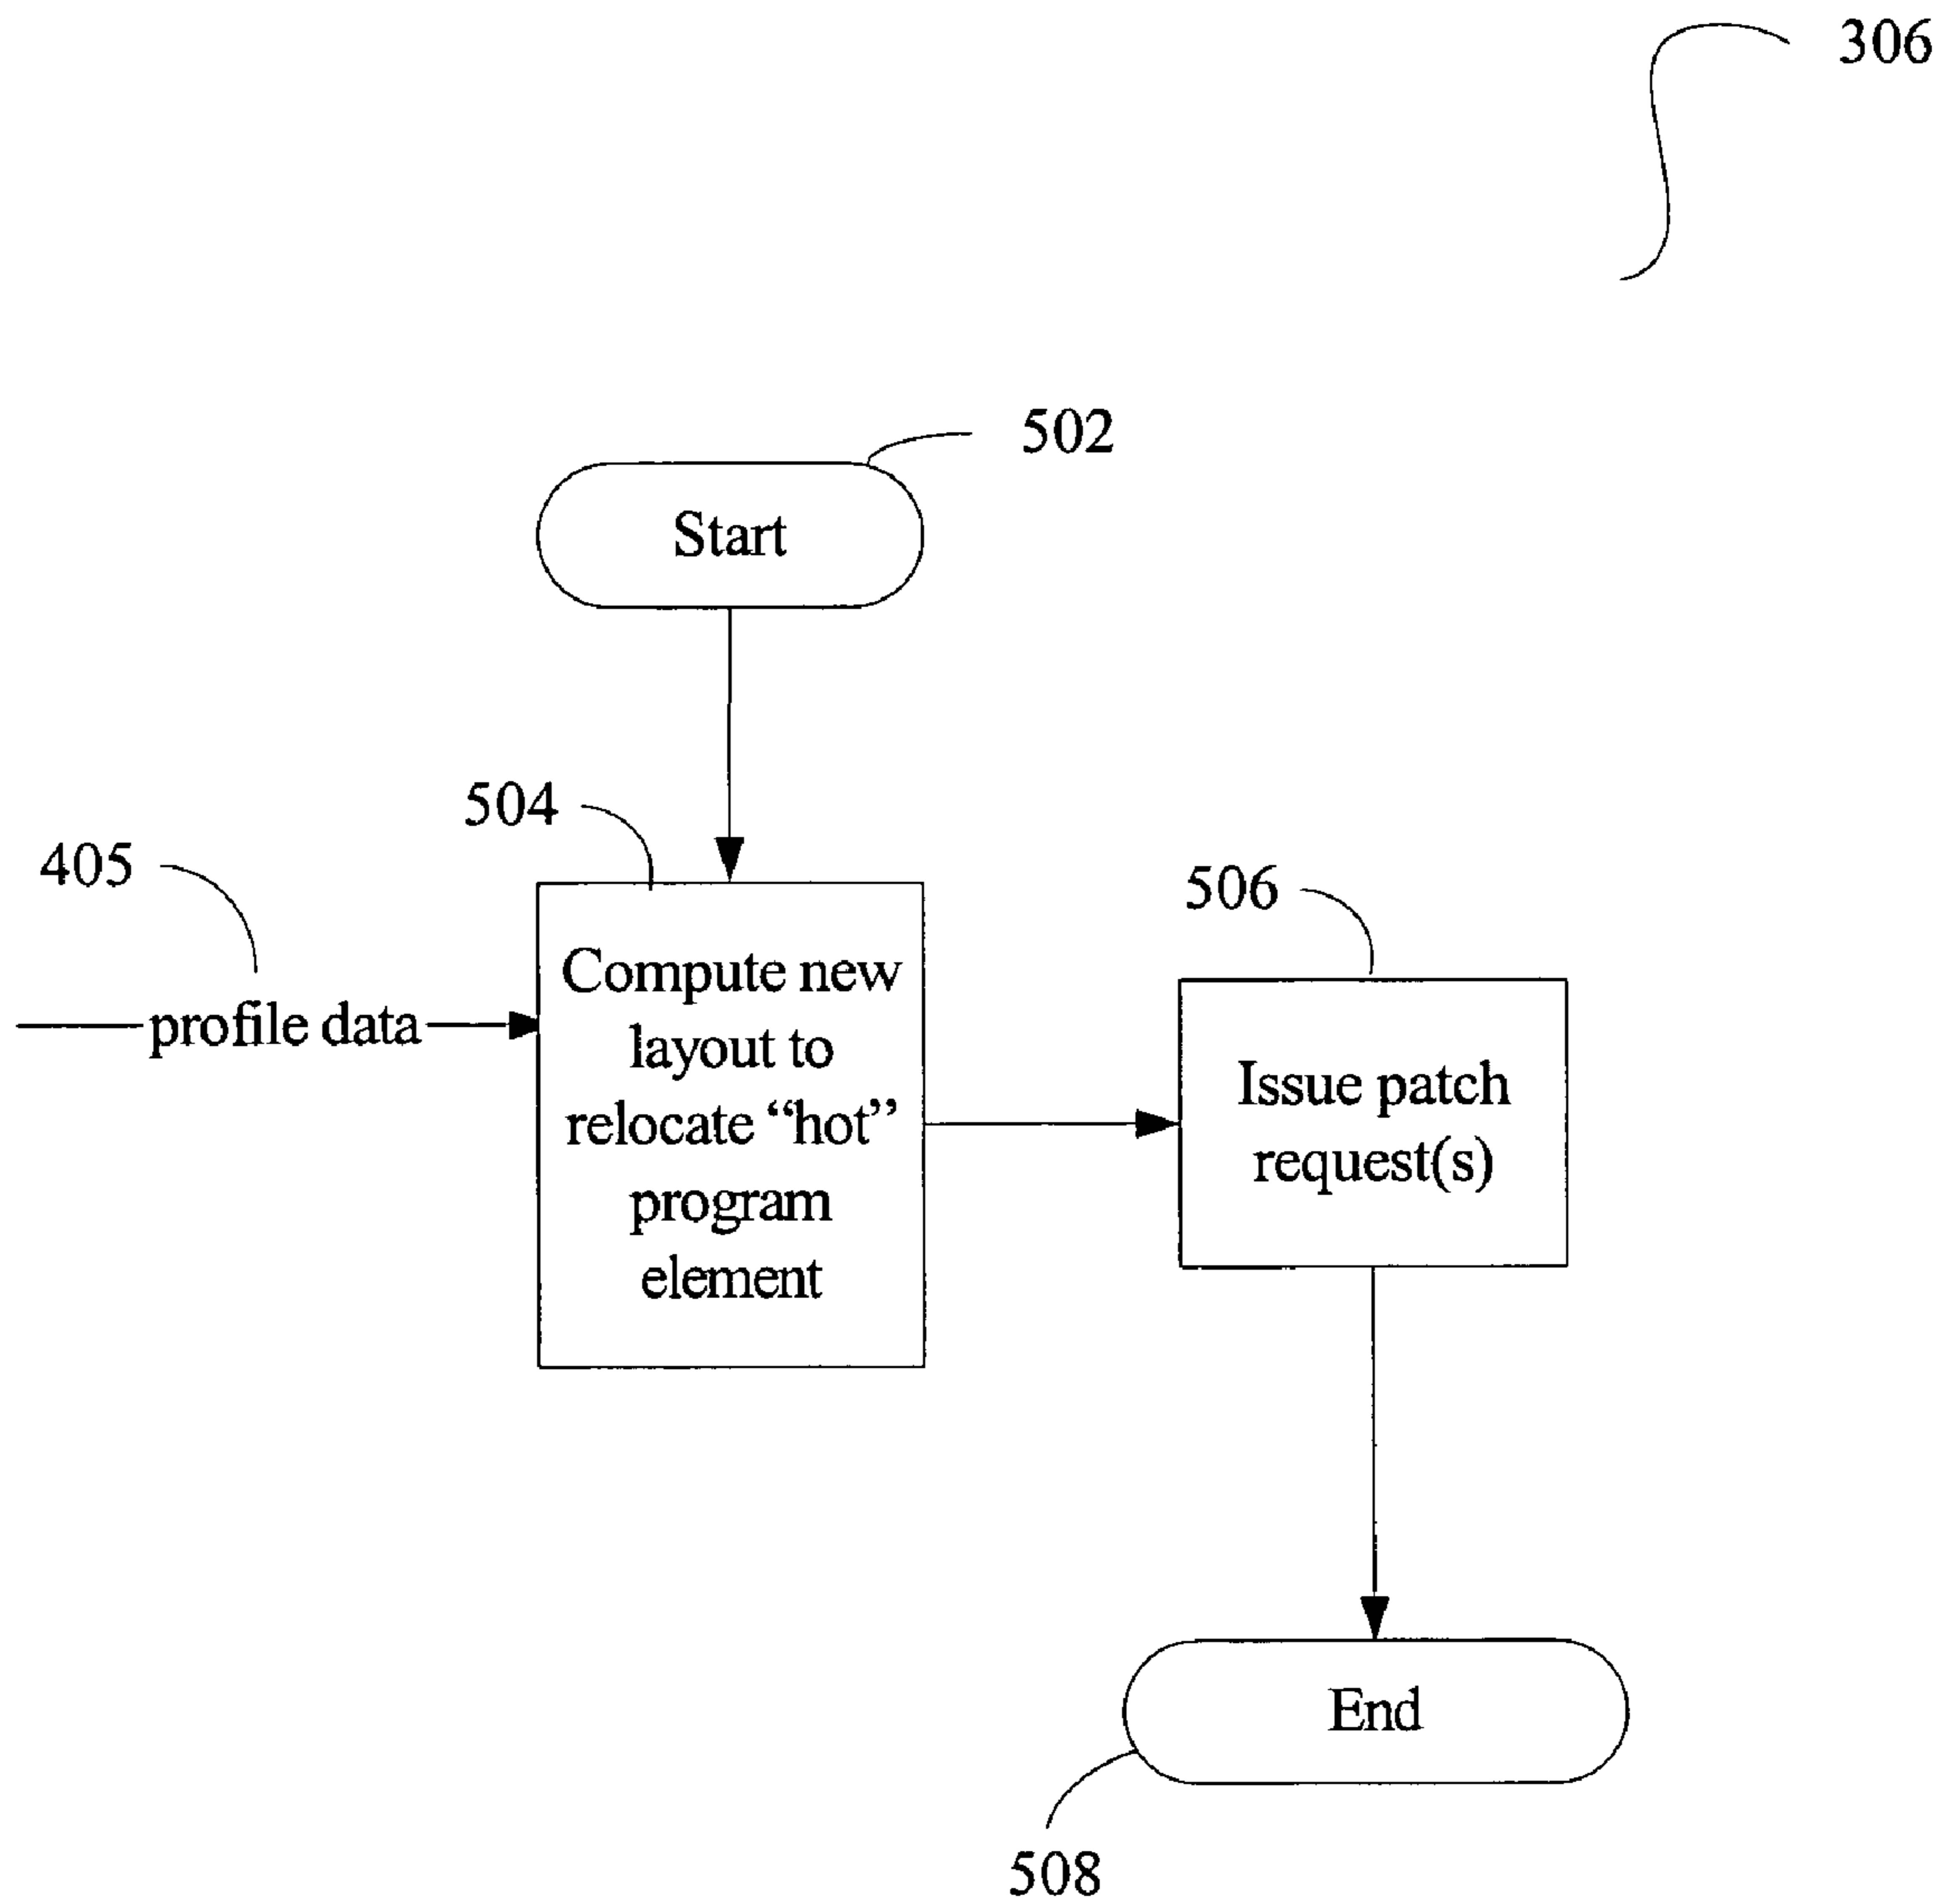 306
502
Start
504
405
profile data
Compute new
layout to
relocate “hot”
program
element
506
Issue patch
request(s)
End
508